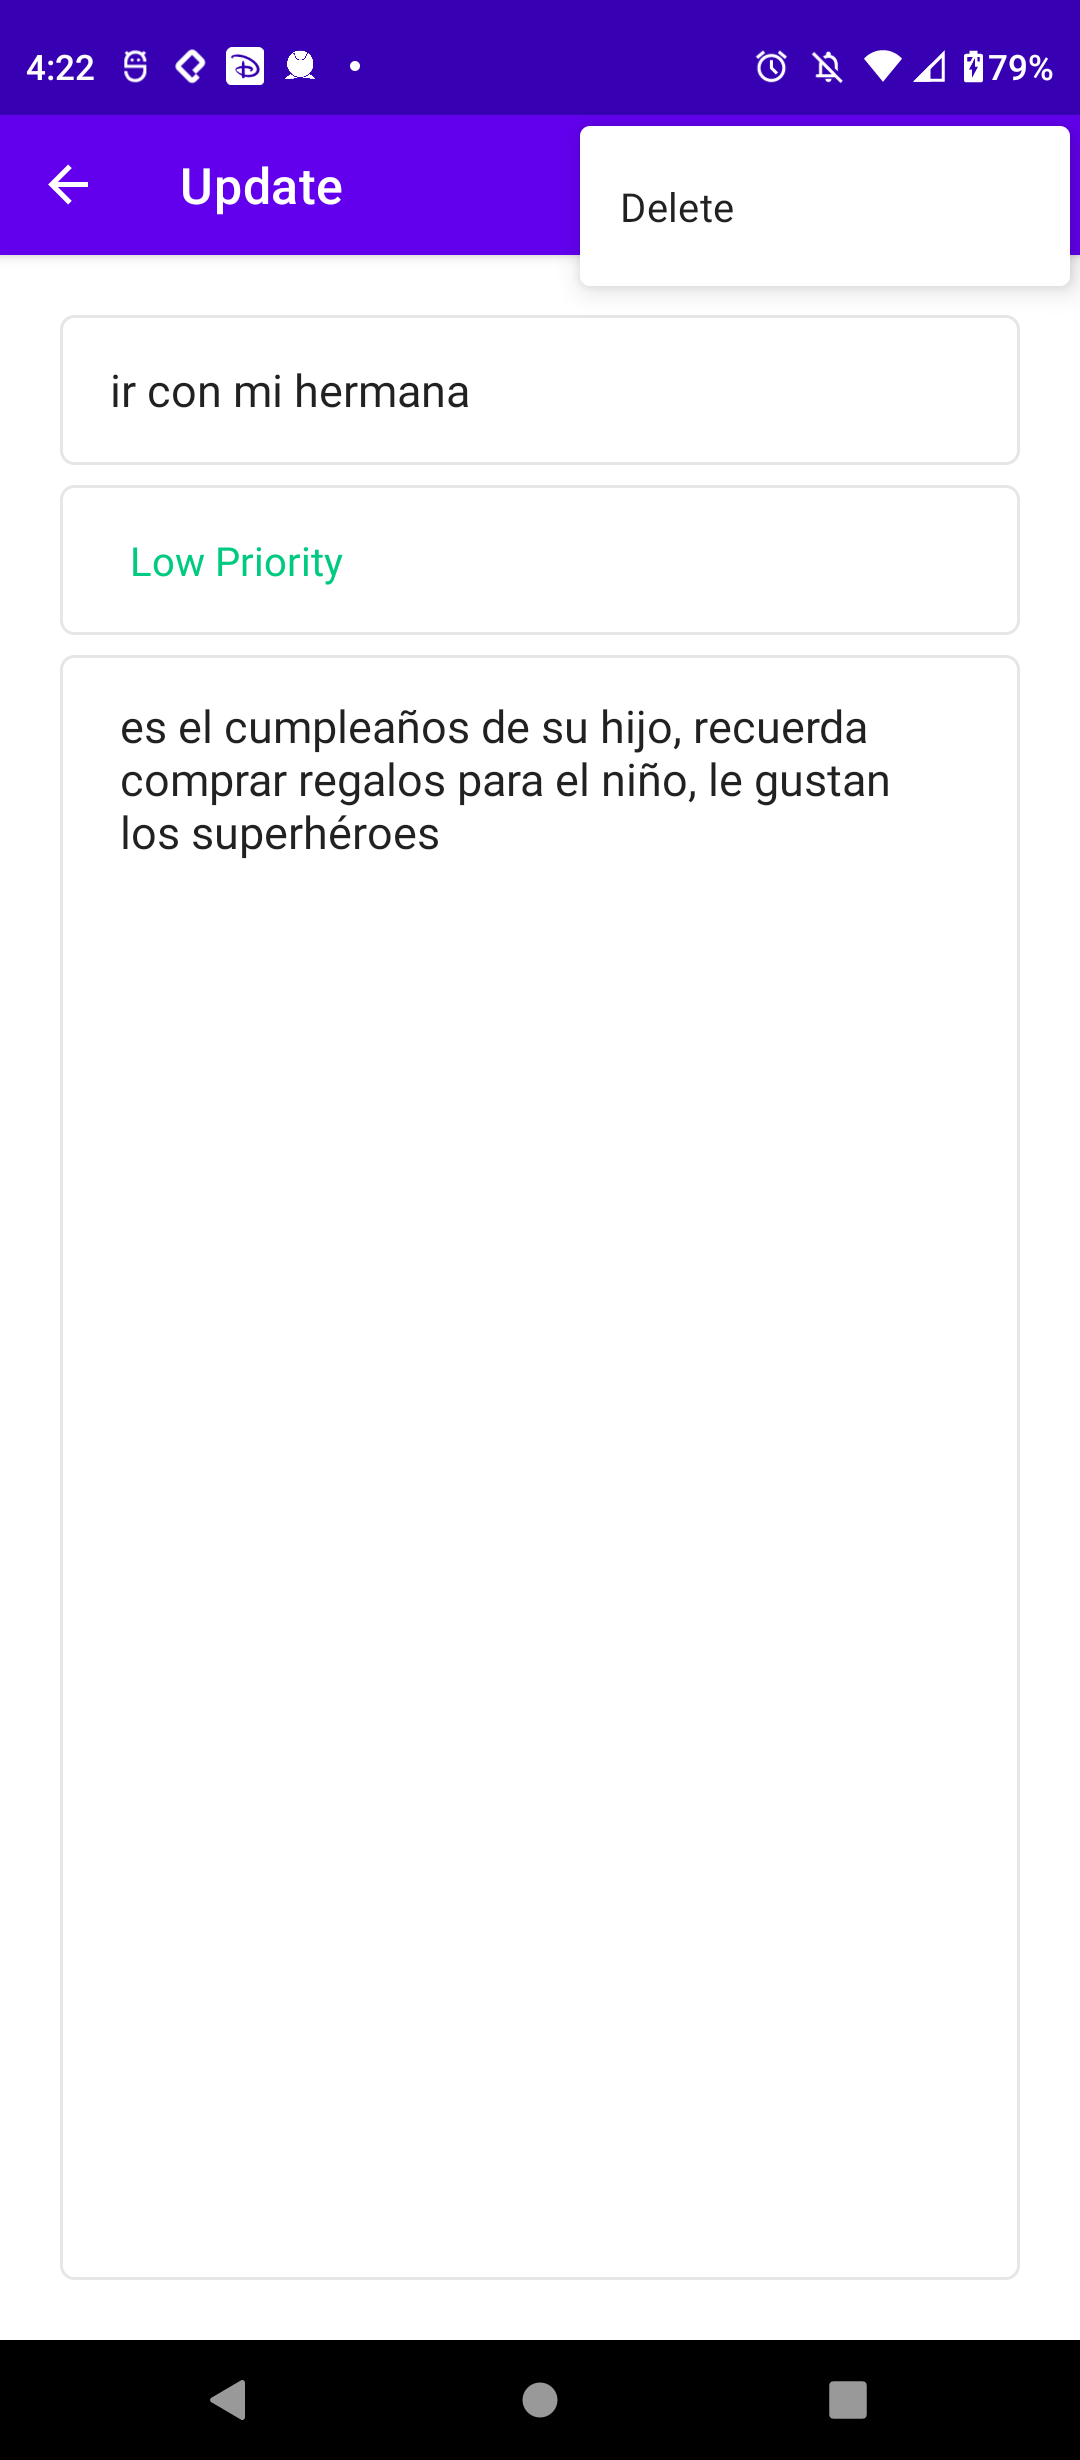 4:22
79%
Update
Delete
ir con mi hermana
Low Priority
es el cumpleaños de su hijo, recuerda
comprar regalos para el niño, le gustan
los superhéroes